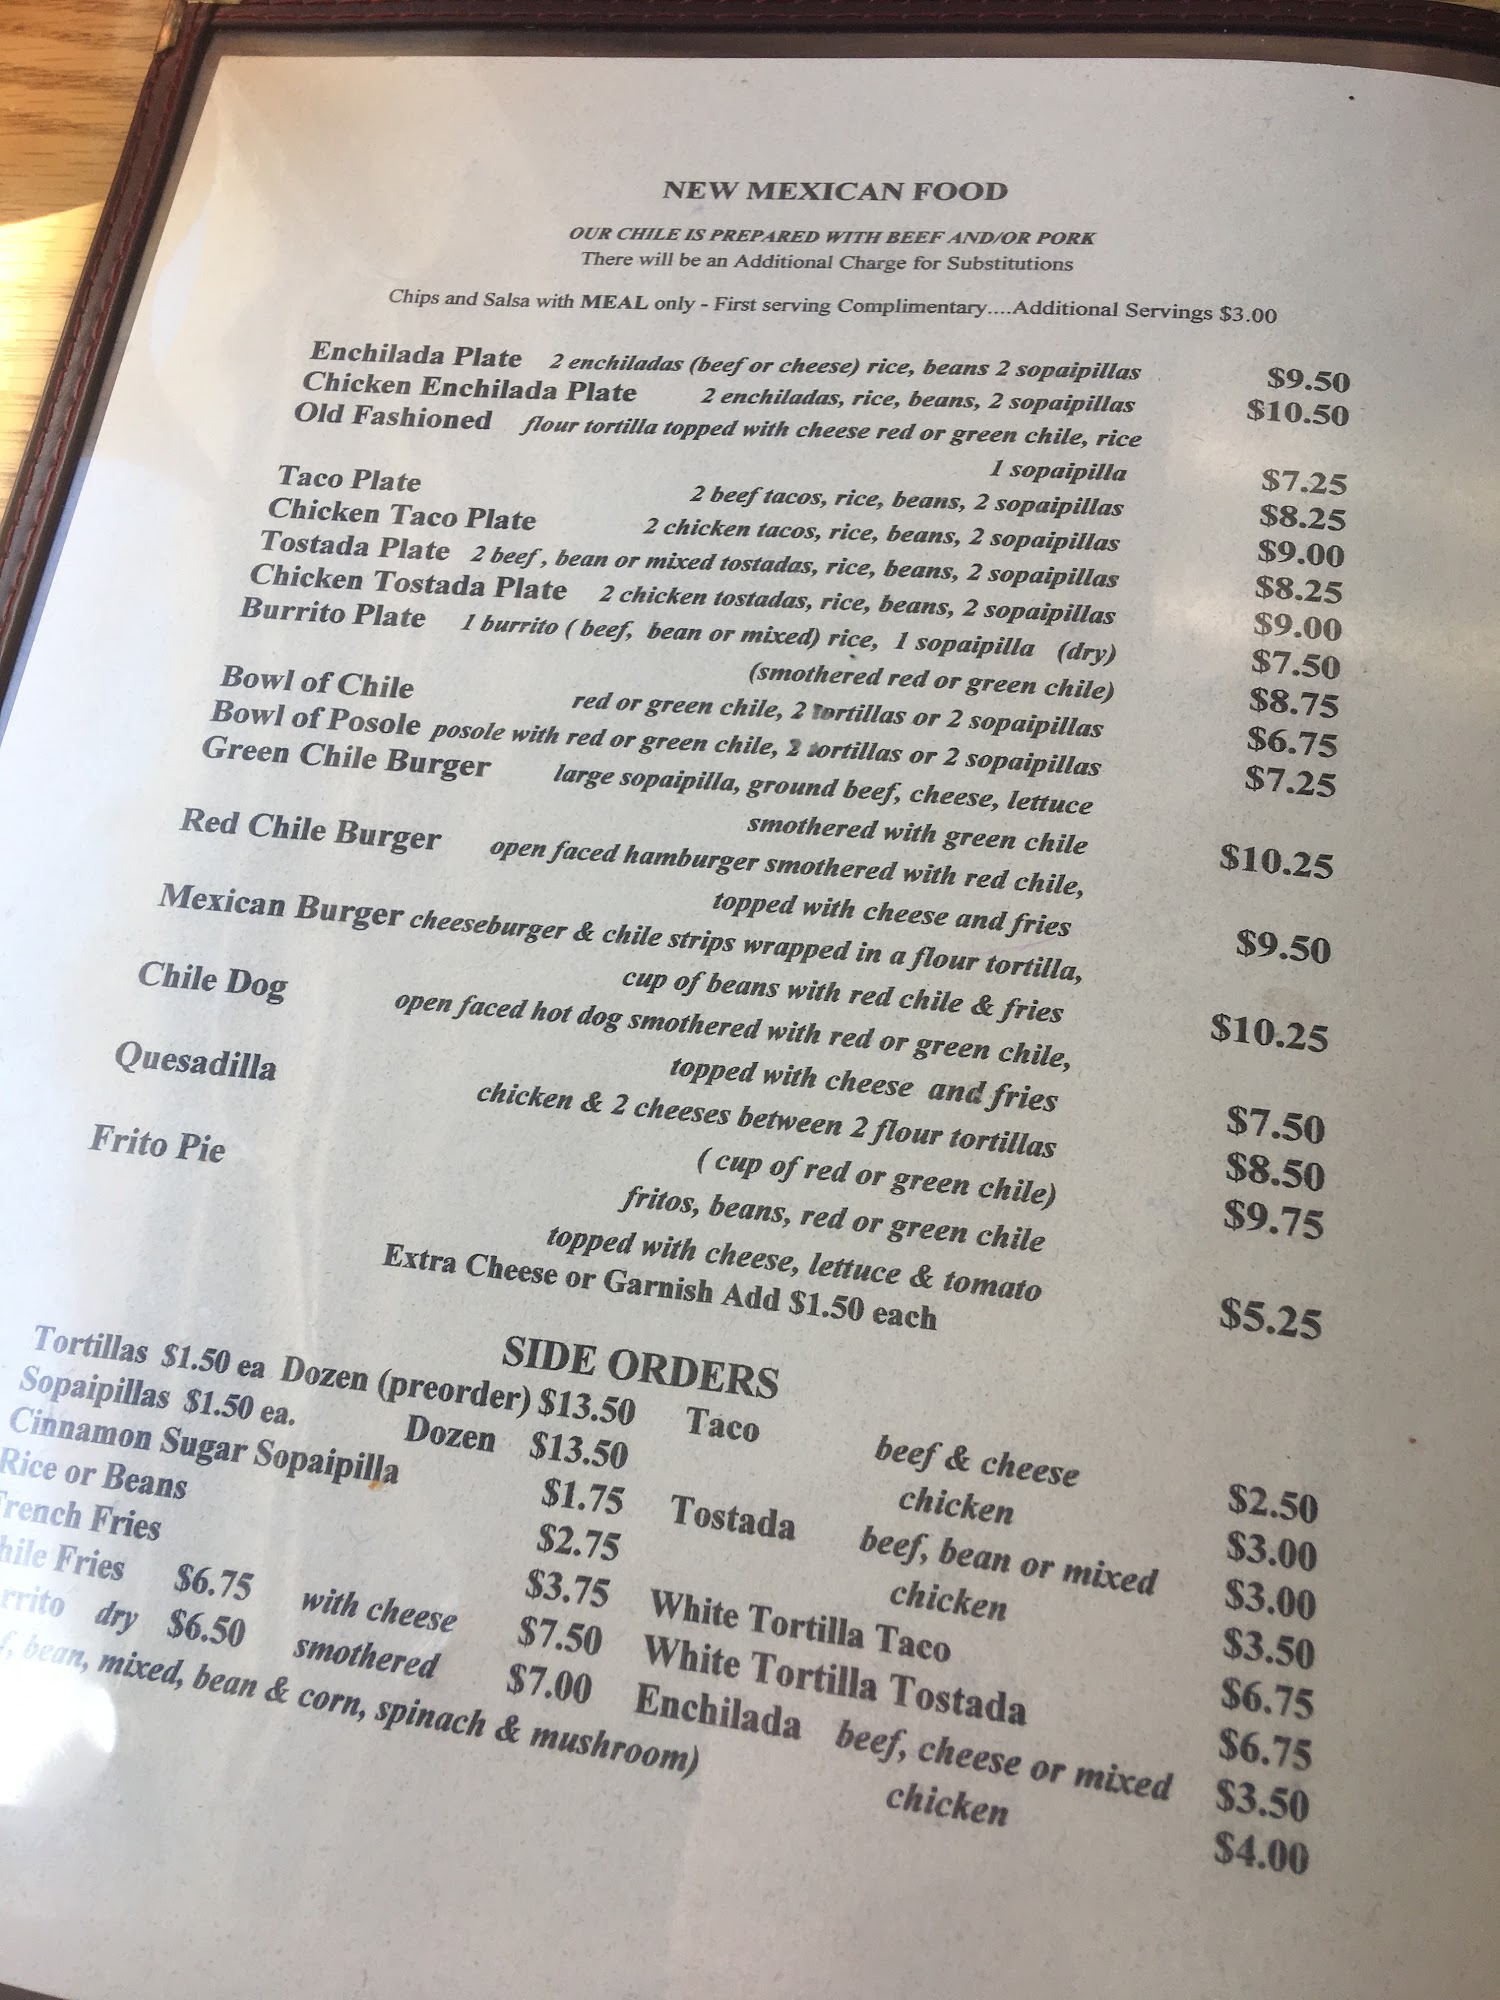 NEW MEXICAN FOOD
OUR CHILE IS PREPARED WITH BEEF AND/OR PORK
There will be an Additional Charge for Substitutions
Chips and Salsa with MEAL only - First serving Complimentary....Additional Servings $3.00
Enchilada Plate 2 enchiladas (beef or cheese) rice, beans 2 sopaipillas $9.50
Chicken Enchilada Plate 2 enchiladas, rice, beans, 2 sopaipillas $10.50
Old Fashioned flour tortilla topped with cheese red or green chile, rice
1 sopaipilla $7.25
Taco Plate 2 beef tacos, rice, beans, 2 sopaipillas $8.25
Chicken Taco Plate 2 chicken tacos, rice, beans, 2 sopaipillas $9.00
Tostada Plate 2 beef, bean or mixed tostadas, rice, beans, 2 sopaipillas $8.25
Chicken Tostada Plate 2 chicken tostadas, rice, beans, 2 sopaipillas $9.00
Burrito Plate 1 burrito ( beef, bean or mixed) rice, 1 sopaipilla (dry) $7.50
(smothered red or green chile) $8.75
Bowl of Chile red or green chile, 2 tortillas or 2 sopaipillas $6.75
Bowl of Posole posole with red or green chile, 2 tortillas or 2 sopaipillas $7.25
Green Chile Burger large sopaipilla, ground beef, cheese, lettuce
smothered with green chile $10.25
Red Chile Burger open faced hamburger smothered with red chile,
topped with cheese and fries $9.50
Mexican Burger cheeseburger & chile strips wrapped in a flour tortilla,
cup of beans with red chile & fries $10.25
Chile Dog open faced hot dog smothered with red or green chile,
topped with cheese and fries $7.50
Quesadilla chicken & 2 cheeses between 2 flour tortillas $8.50
( cup of red or green chile) $9.75
Frito Pie fritos, beans, red or green chile
topped with cheese, lettuce & tomato $5.25
Extra Cheese or Garnish Add $1.50 each
SIDE ORDERS
Tortillas $1.50 ea Dozen (preorder) $13.50
Sopaipillas $1.50 ea. Dozen $13.50
Cinnamon Sugar Sopaipilla $1.75
Rice or Beans $2.75
French Fries $3.75
hile Fries $6.75 with cheese $7.50
rrito dry $6.50 smothered $7.00
f, bean, mixed, bean & corn, spinach & mushroom)
Taco beef & cheese $2.50
chicken $3.00
Tostada beef, bean or mixed $3.00
chicken $3.50
White Tortilla Taco $6.75
White Tortilla Tostada $6.75
Enchilada beef, cheese or mixed $3.50
chicken $4.00